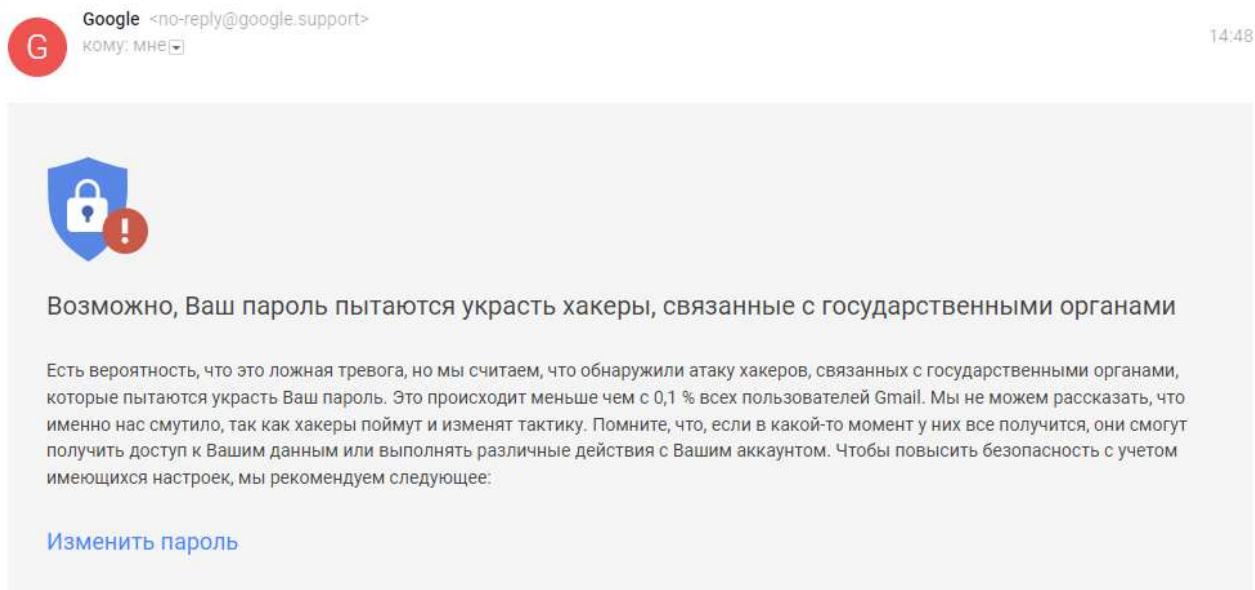 Google <no-reply@google.support>
G
кому: мне
14:48
!
Возможно, Ваш пароль пытаются украсть хакеры, связанные с государственными органами
Есть вероятность, что это ложная тревога, но мы считаем, что обнаружили атаку хакеров, связанных с государственными органами,
которые пытаются украсть Ваш пароль. Это происходит меньше чем с 0,1 % всех пользователей Gmail. Мы не можем рассказать, что
именно нас смутило, так как хакеры поймут и изменят тактику. Помните, что, если в какой-то момент у них все получится, они смогут
получить доступ к Вашим данным или выполнять различные действия с Вашим аккаунтом. Чтобы повысить безопасность с учетом
имеющихся настроек, мы рекомендуем следующее:
Изменить пароль